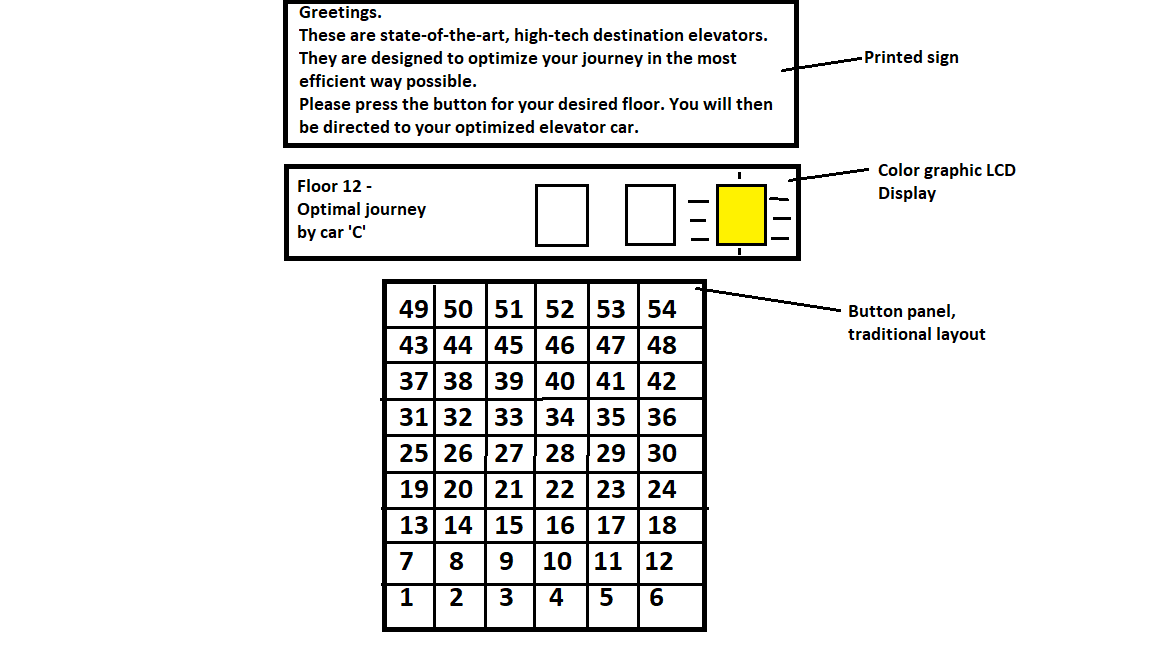 Greetings.
These are state-of-the-art, high-tech destination elevators.
They are designed to optimize your journey in the most
efficient way possible.
Please press the button for your desired floor. You will then
be directed to your optimized elevator car.
Printed sign
Floor 12 -
Optimal journey
by car 'C'
Color graphic LCD
Display
49 50 51 52 53 54
43 44 45 46 47 48
37 38 39 40 41 42
31 32 33 34 35 36
25 26 27 28 29 30
19 20 21 22 23 24
13 14 15 16 17 18
7 8 9 10 11 12
1 2 3 4 5 6
Button panel,
traditional layout